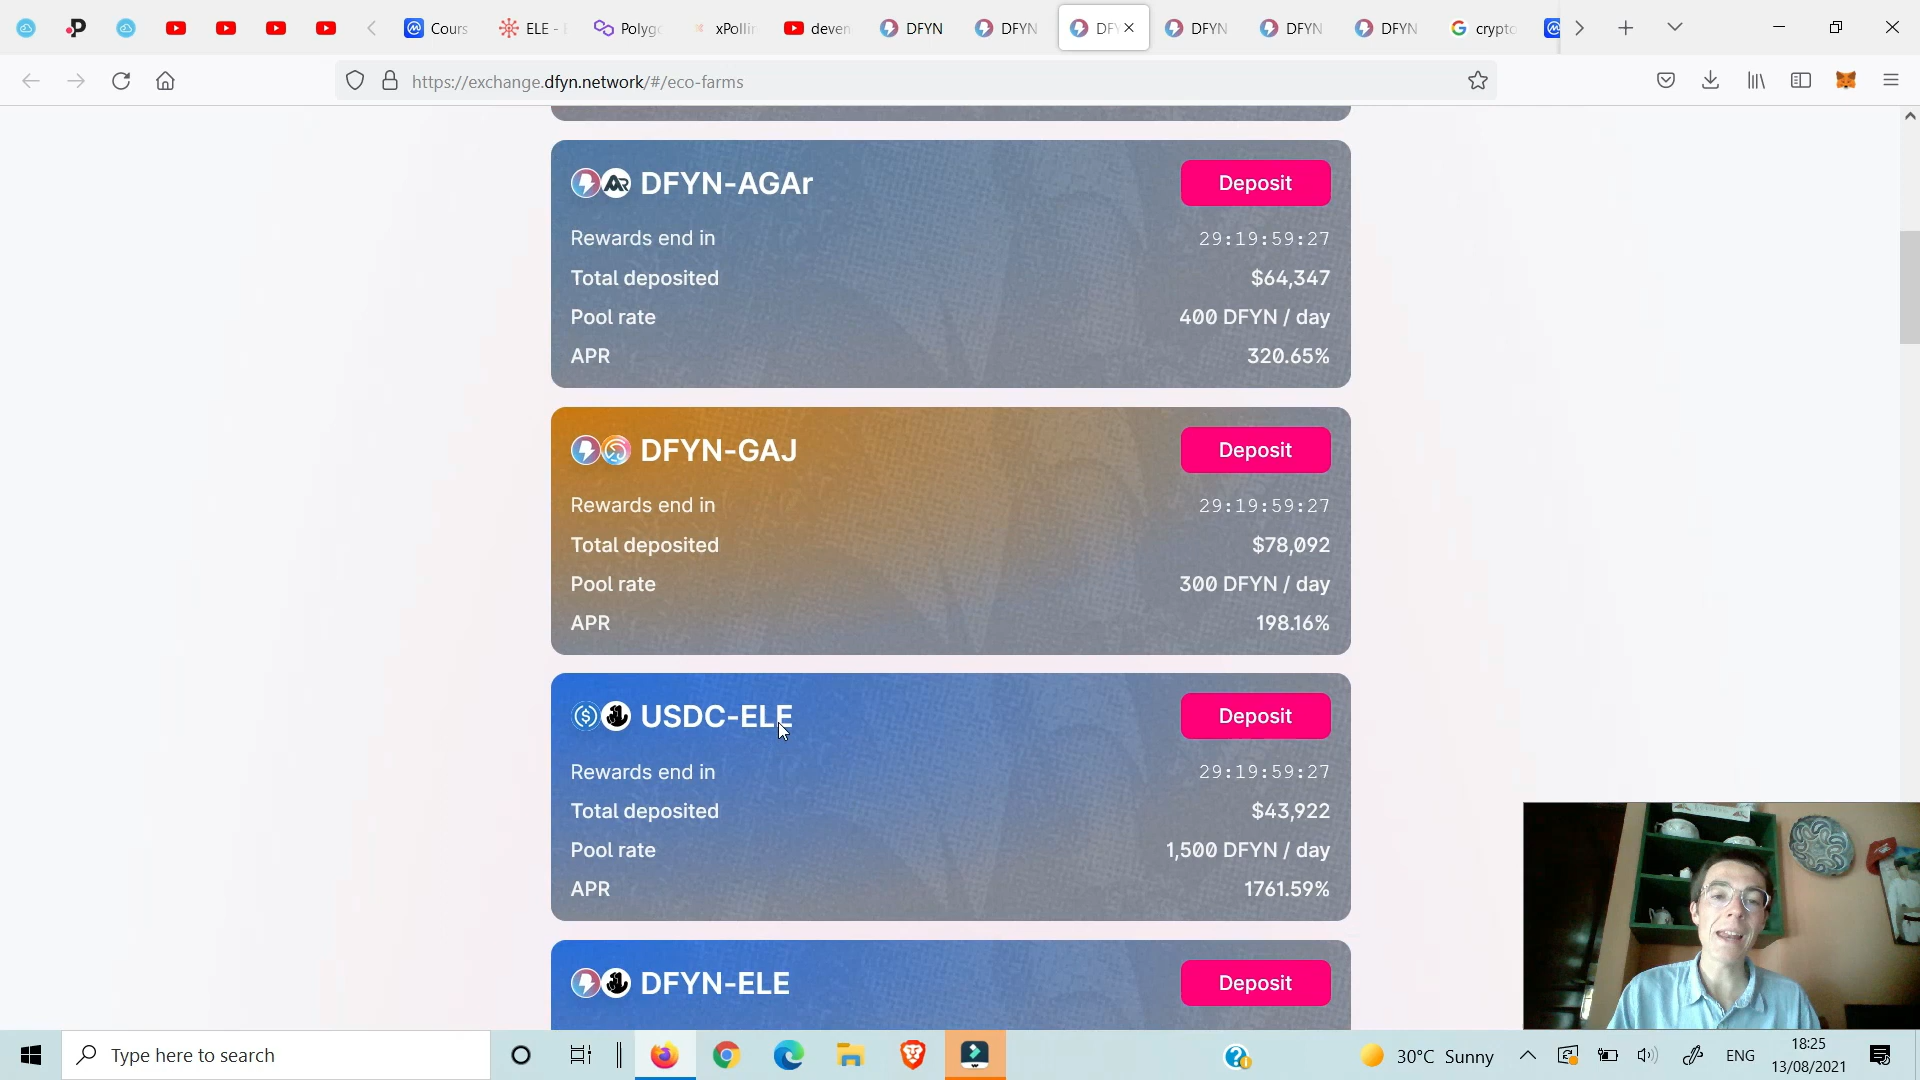 Cours
ELE - 
Polyg
xPollin
deven
DFYN
DFYN
DFY
DFYN
DFYN
DFYN
crypto
https://exchange.dfyn.network/#/eco-farms
DFYN-AGAr
Deposit
Rewards end in
29:19:59:27
Total deposited
$64,347
Pool rate
400 DFYN / day
APR
320.65%
DFYN-GAJ
Deposit
Rewards end in
29:19:59:27
Total deposited
$78,092
Pool rate
300 DFYN / day
APR
198.16%
USDC-ELE
Deposit
Rewards end in
29:19:59:27
Total deposited
$43,922
Pool rate
1,500 DFYN / day
APR
1761.59%
DFYN-ELE
Deposit
Type here to search
30°C Sunny
ENG
18:25
13/08/2021